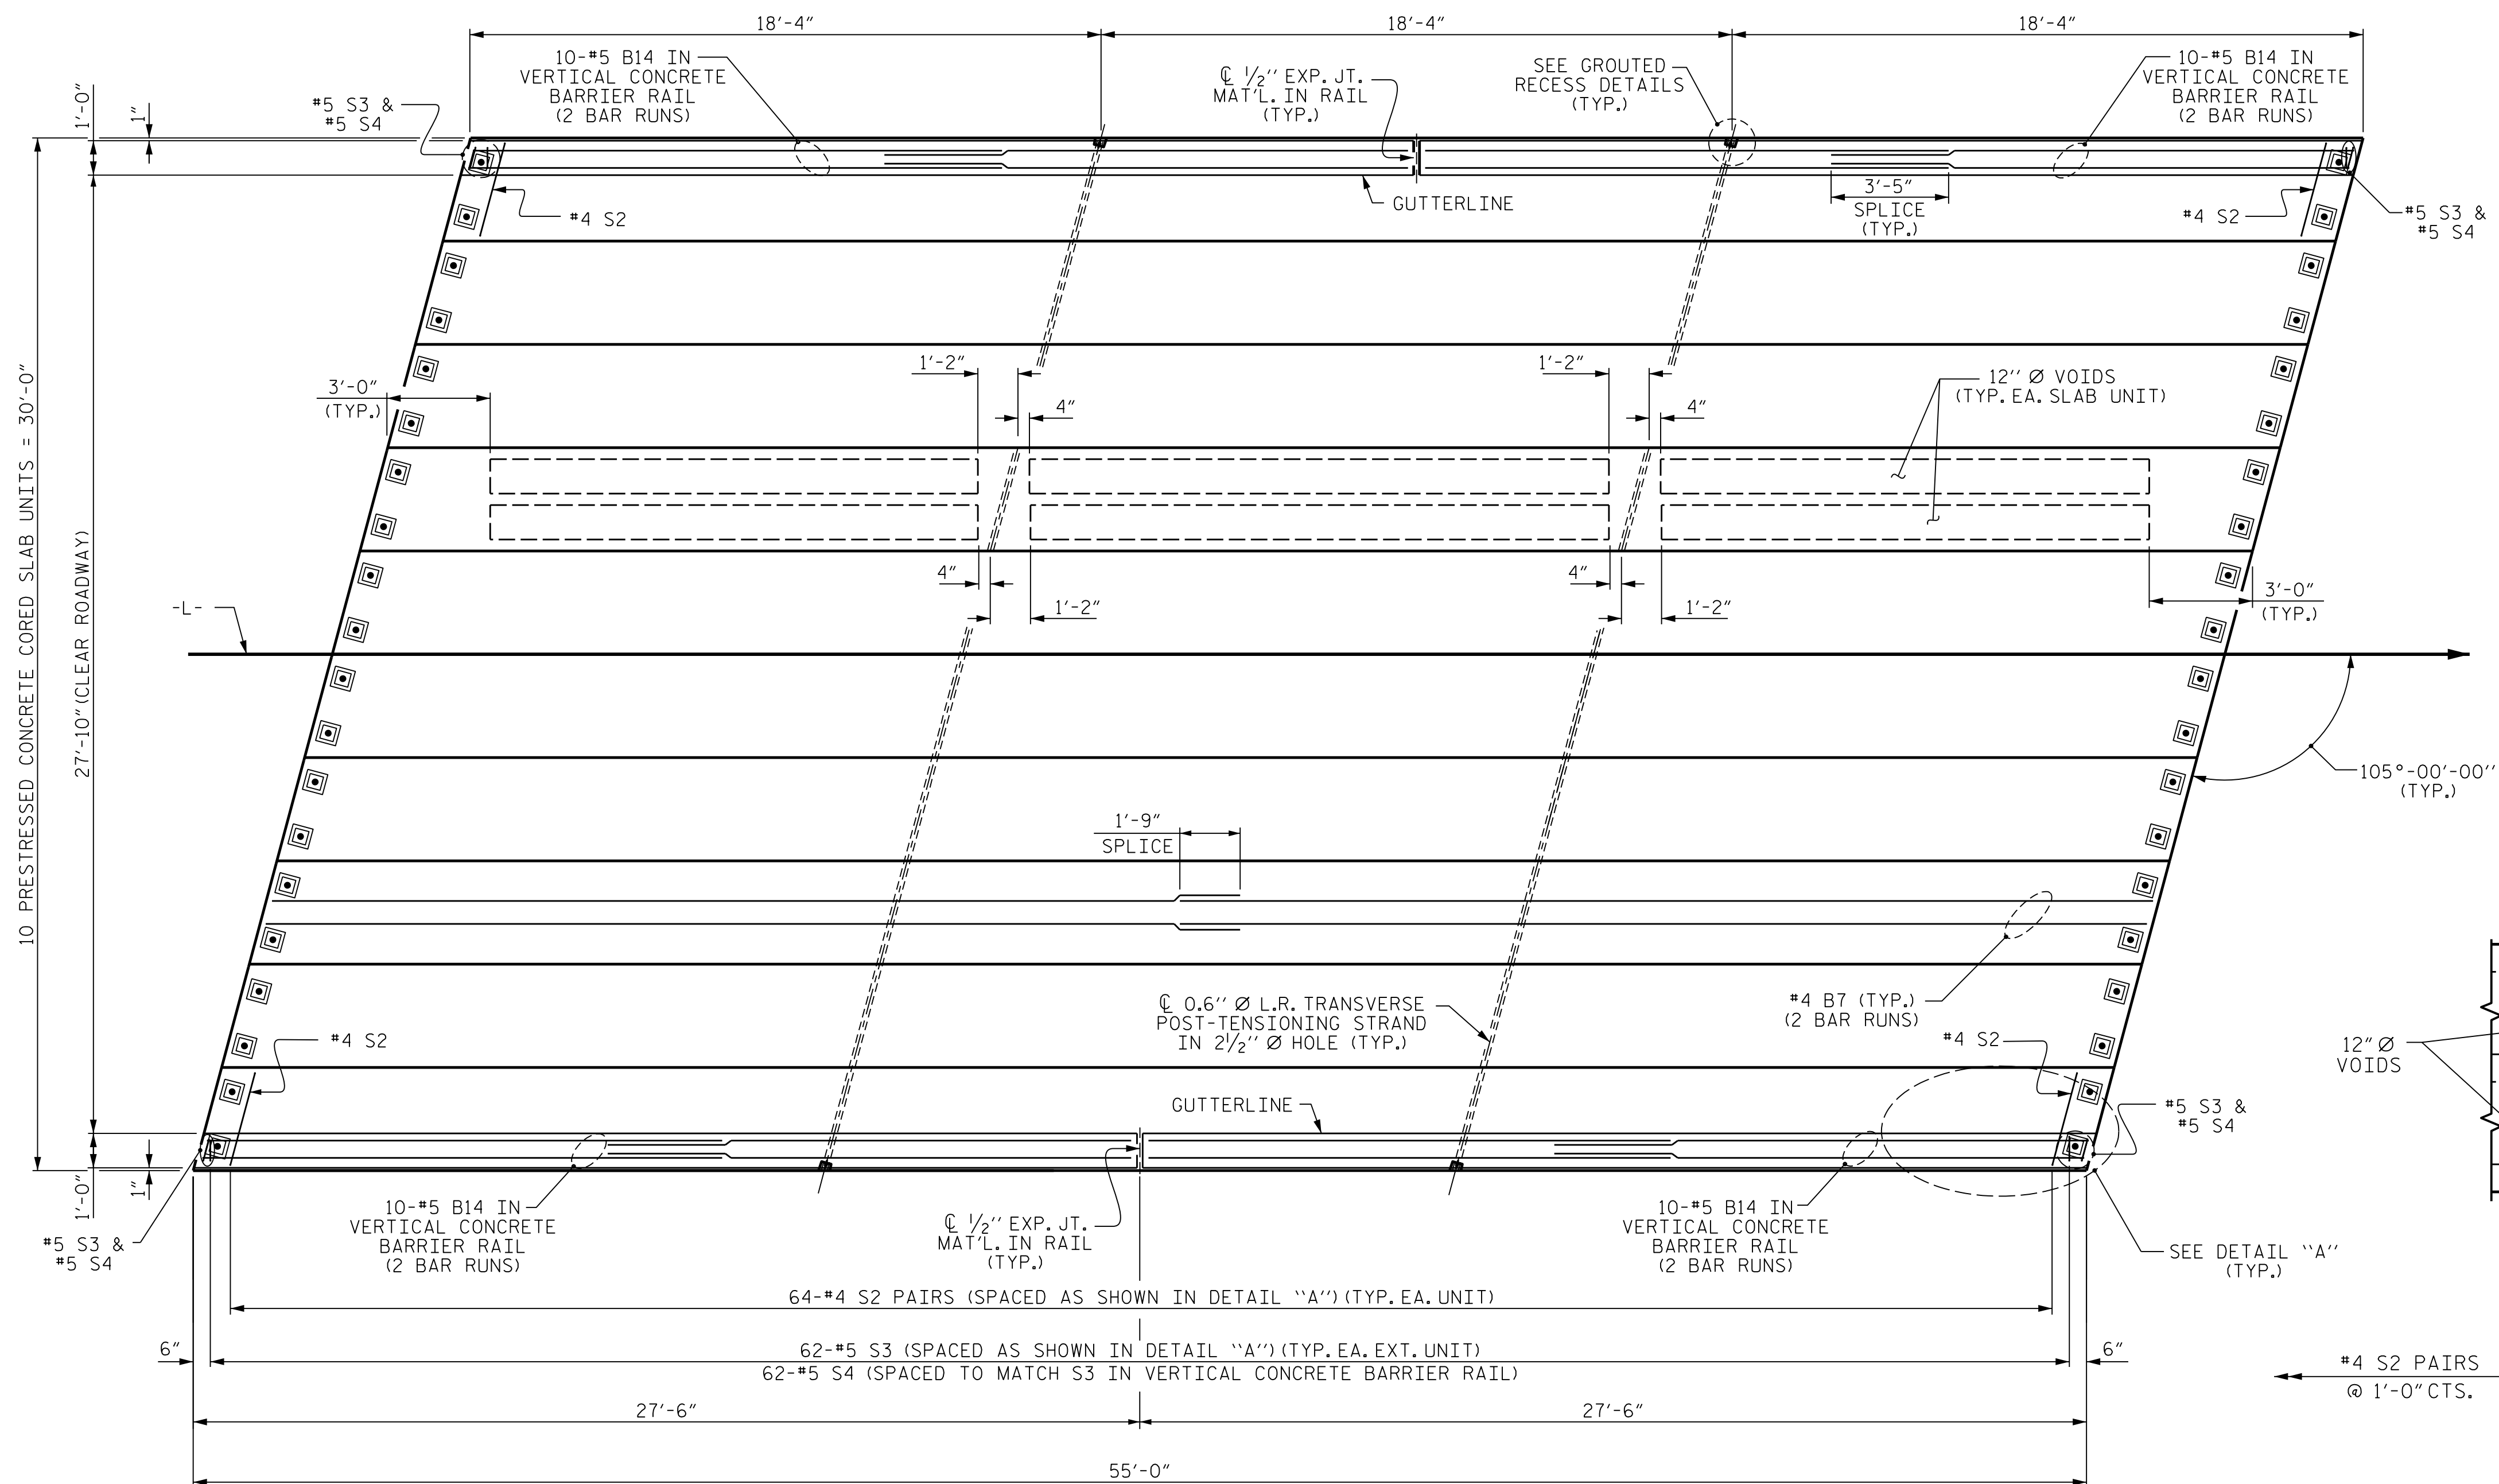 18'-4"
18'-4"
18'-4"
10-#5 B14 IN
VERTICAL CONCRETE
BARRIER RAIL
(2 BAR RUNS)
℄ 1/2'' EXP. JT.
MAT'L. IN RAIL
(TYP.)
SEE GROUTED
RECESS DETAILS
(TYP.)
10-#5 B14 IN
VERTICAL CONCRETE
BARRIER RAIL
(2 BAR RUNS)
1'-0"
1"
#5 S3 &
#5 S4
#4 S2
GUTTERLINE
3'-5"
SPLICE
(TYP.)
#4 S2
#5 S3 &
#5 S4
10 PRESTRESSED CONCRETE CORED SLAB UNITS = 30'-0"
27'-10" (CLEAR ROADWAY)
3'-0"
(TYP.)
1'-2"
4"
1'-2"
4"
12'' Ø VOIDS
(TYP. EA. SLAB UNIT)
4"
1'-2"
4"
1'-2"
3'-0"
(TYP.)
-L-
105°-00'-00''
(TYP.)
1'-9"
SPLICE
℄ 0.6'' Ø L.R. TRANSVERSE
POST-TENSIONING STRAND
IN 2 1/2'' Ø HOLE (TYP.)
#4 B7 (TYP.)
(2 BAR RUNS)
#4 S2
#4 S2
12" Ø
VOIDS
GUTTERLINE
#5 S3 &
#5 S4
1'-0"
1"
#5 S3 &
#5 S4
10-#5 B14 IN
VERTICAL CONCRETE
BARRIER RAIL
(2 BAR RUNS)
℄ 1/2'' EXP. JT.
MAT'L. IN RAIL
(TYP.)
10-#5 B14 IN
VERTICAL CONCRETE
BARRIER RAIL
(2 BAR RUNS)
SEE DETAIL ``A''
(TYP.)
64-#4 S2 PAIRS (SPACED AS SHOWN IN DETAIL ``A'') (TYP. EA. UNIT)
6"
62-#5 S3 (SPACED AS SHOWN IN DETAIL ``A'') (TYP. EA. EXT. UNIT)
6"
62-#5 S4 (SPACED TO MATCH S3 IN VERTICAL CONCRETE BARRIER RAIL)
#4 S2 PAIRS
@ 1'-0" CTS.
27'-6"
27'-6"
55'-0"